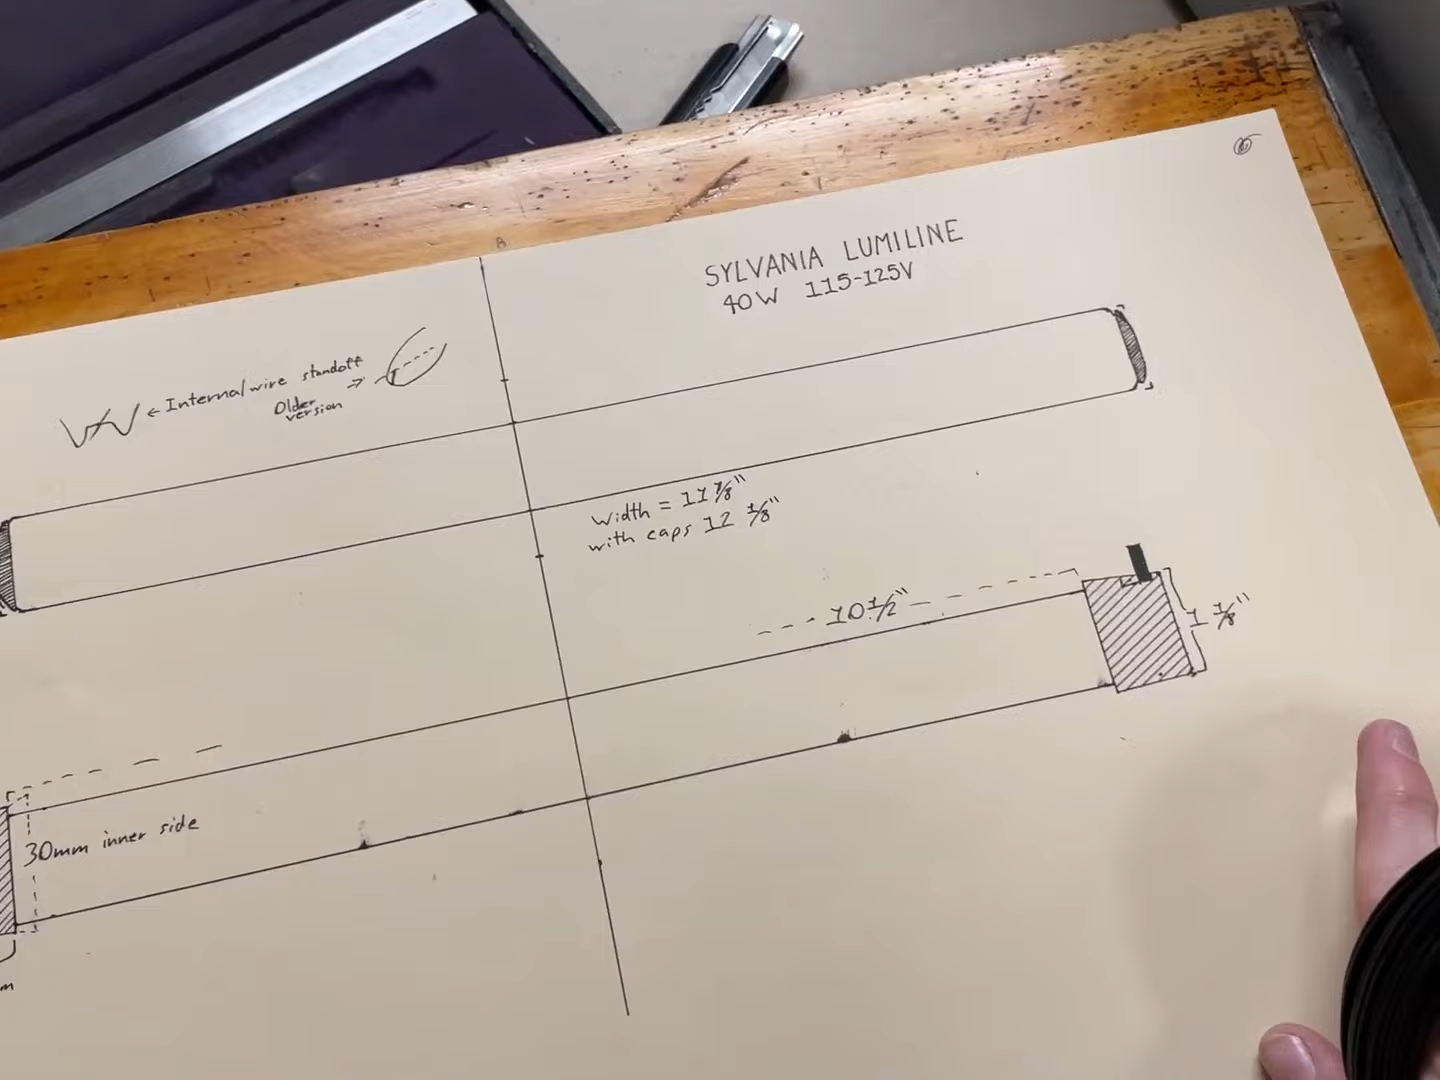 SYLVANIA LUMILINE
40W 115-125V
← Internal wire standoff
Older →
version
width = 11 7/8"
with caps 12 1/8"
10 1/2"
1 1/8"
30mm inner side
m